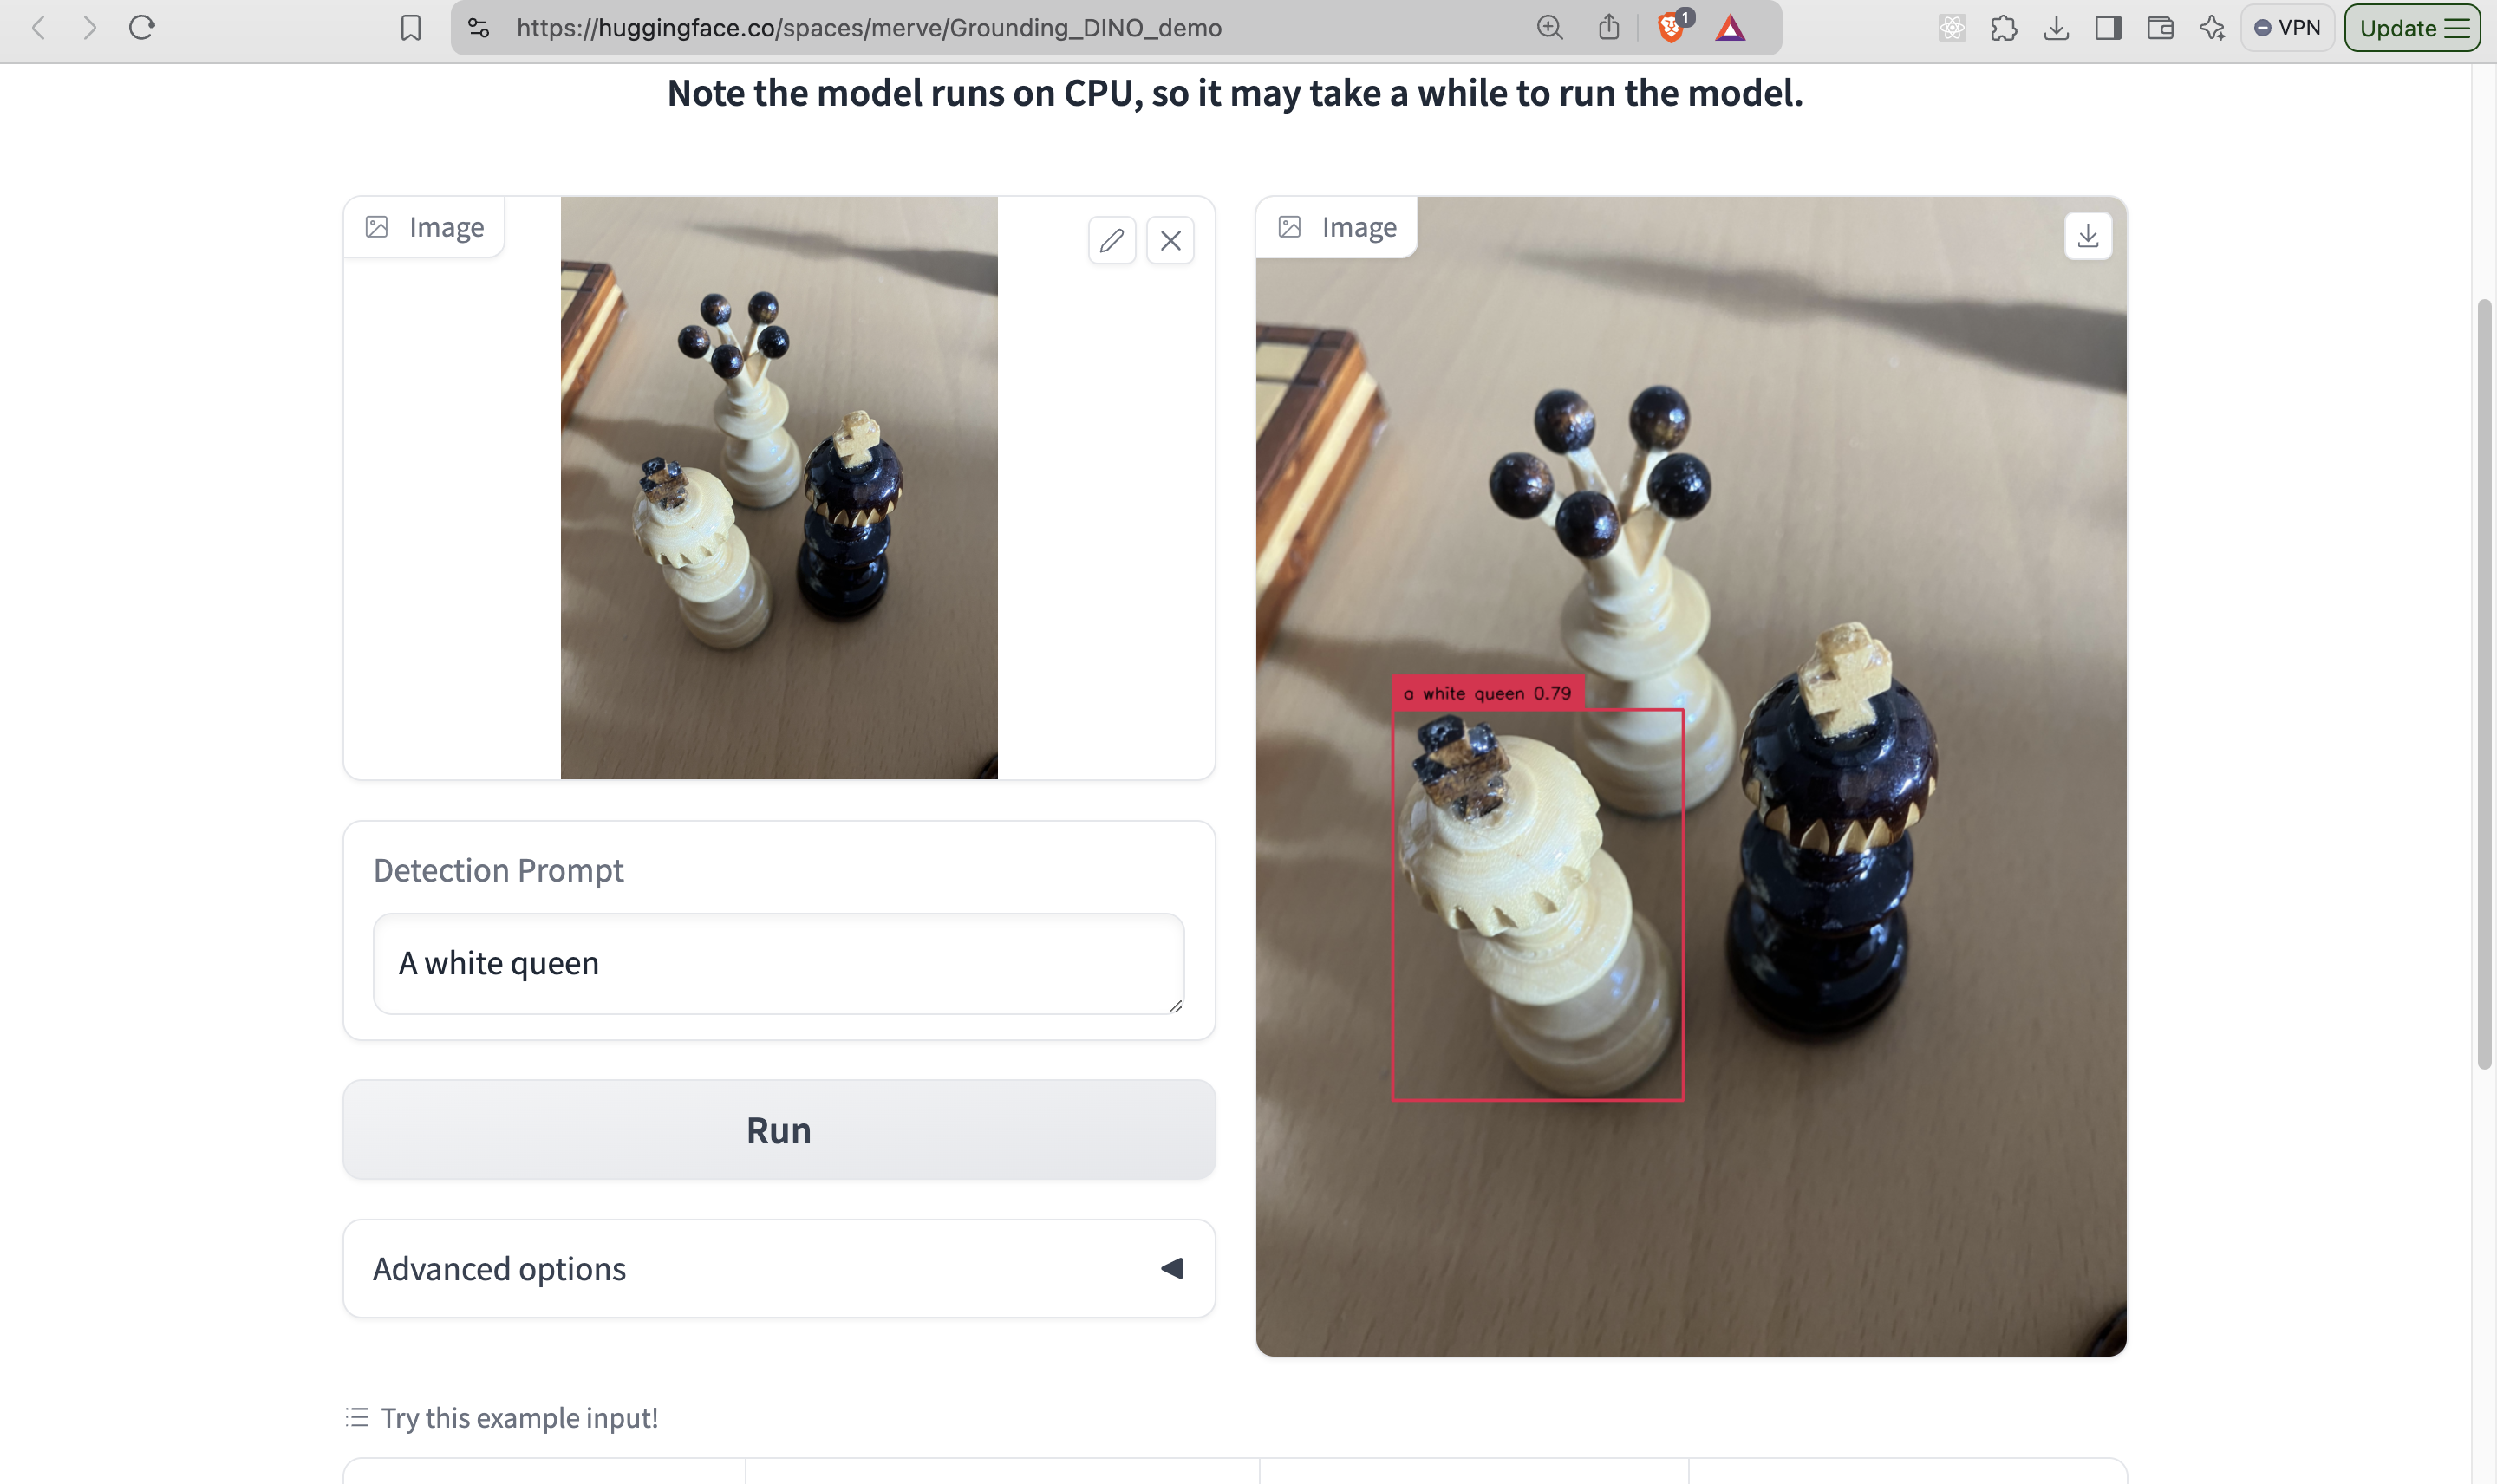 https://huggingface.co/spaces/merve/Grounding_DINO_demo
1
VPN
Update
Note the model runs on CPU, so it may take a while to run the model.
Image
Image
a white queen 0.79
Detection Prompt
A white queen
Run
Advanced options
Try this example input!